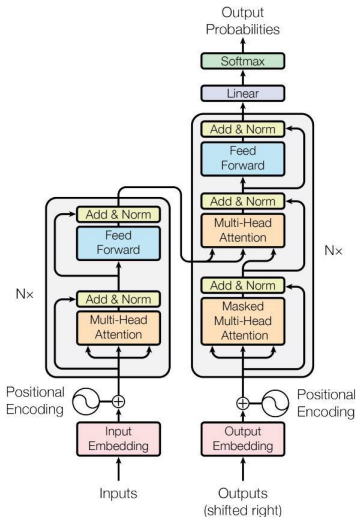 Output
Probabilities
Softmax
Linear
Add & Norm
Feed
Forward
Add & Norm
Multi-Head
Attention
Nx
Add & Norm
Masked
Multi-Head
Attention
Add & Norm
Feed
Forward
Nx
Add & Norm
Multi-Head
Attention
Positional
Encoding
Positional
Encoding
Input
Embedding
Output
Embedding
Inputs
Outputs
(shifted right)